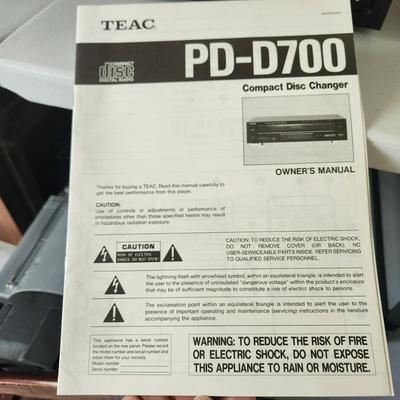 TEAC
COMPACT
disc
DIGITAL AUDIO
PD-D700
Compact Disc Changer
OWNER'S MANUAL
Thanks for buying a TEAC. Read this manual carefully to
get the best performance from this player.
CAUTION:
Use of controls or adjustments or performance of
procedures other than those specified herein may result
in hazardous radiation exposure.
CAUTION
RISK OF ELECTRIC
SHOCK DO NOT OPEN
CAUTION: TO REDUCE THE RISK OF ELECTRIC SHOCK,
DO NOT REMOVE COVER (OR BACK). NO
USER-SERVICEABLE PARTS INSIDE. REFER SERVICING
TO QUALIFIED SERVICE PERSONNEL.
The lightning flash with arrowhead symbol, within an equilateral triangle, is intended to
alert the user to the presence of uninsulated "dangerous voltage" within the product's enclosure
that may be of sufficient magnitude to constitute a risk of electric shock to persons.
The exclamation point within an equilateral triangle is intended to alert the user to the
presence of important operating and maintenance (servicing) instructions in the literature
accompanying the appliance.
This appliance has a serial number
located on the rear panel. Please record
the model number and serial number and
retain them for your records.
Model number
Serial number
WARNING: TO REDUCE THE RISK OF FIRE
OR ELECTRIC SHOCK, DO NOT EXPOSE
THIS APPLIANCE TO RAIN OR MOISTURE.